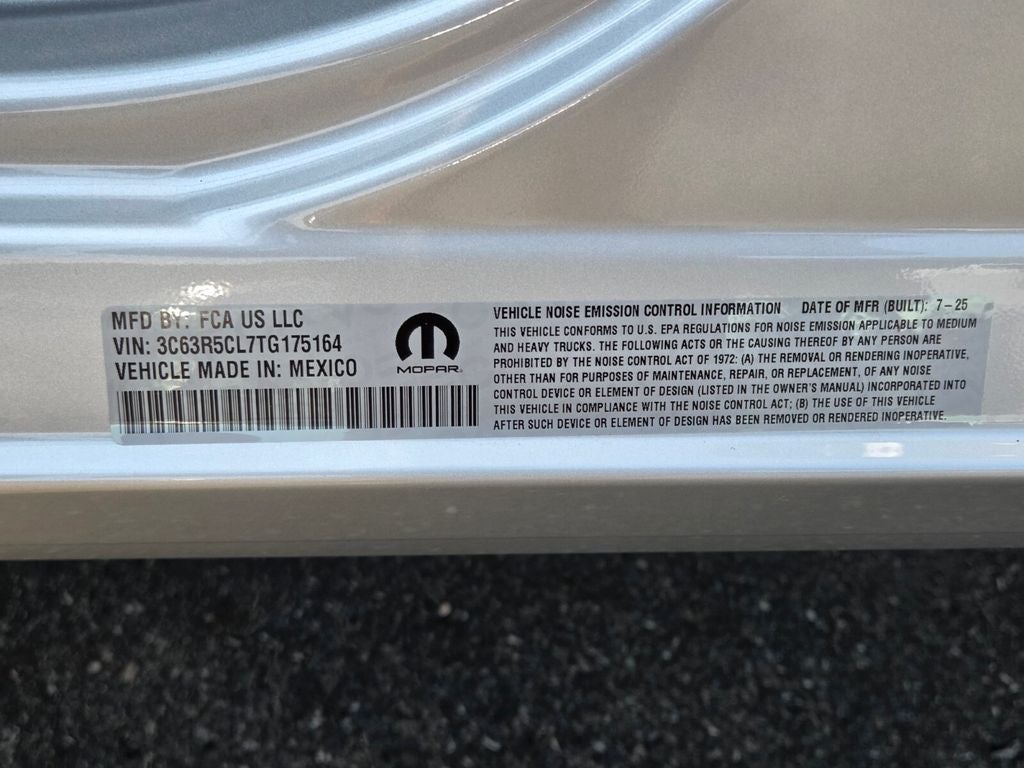 MFD BY: FCA US LLC
VIN: 3C63R5CL7TG175164
VEHICLE MADE IN: MEXICO
MOPAR
VEHICLE NOISE EMISSION CONTROL INFORMATION DATE OF MFR (BUILT): 7-25
THIS VEHICLE CONFORMS TO U.S. EPA REGULATIONS FOR NOISE EMISSION APPLICABLE TO MEDIUM
AND HEAVY TRUCKS. THE FOLLOWING ACTS OR THE CAUSING THEREOF BY ANY PERSON ARE
PROHIBITED BY THE NOISE CONTROL ACT OF 1972: (A) THE REMOVAL OR RENDERING INOPERATIVE,
OTHER THAN FOR PURPOSES OF MAINTENANCE, REPAIR, OR REPLACEMENT, OF ANY NOISE
CONTROL DEVICE OR ELEMENT OF DESIGN (LISTED IN THE OWNER'S MANUAL) INCORPORATED INTO
THIS VEHICLE IN COMPLIANCE WITH THE NOISE CONTROL ACT; (B) THE USE OF THIS VEHICLE
AFTER SUCH DEVICE OR ELEMENT OF DESIGN HAS BEEN REMOVED OR RENDERED INOPERATIVE.